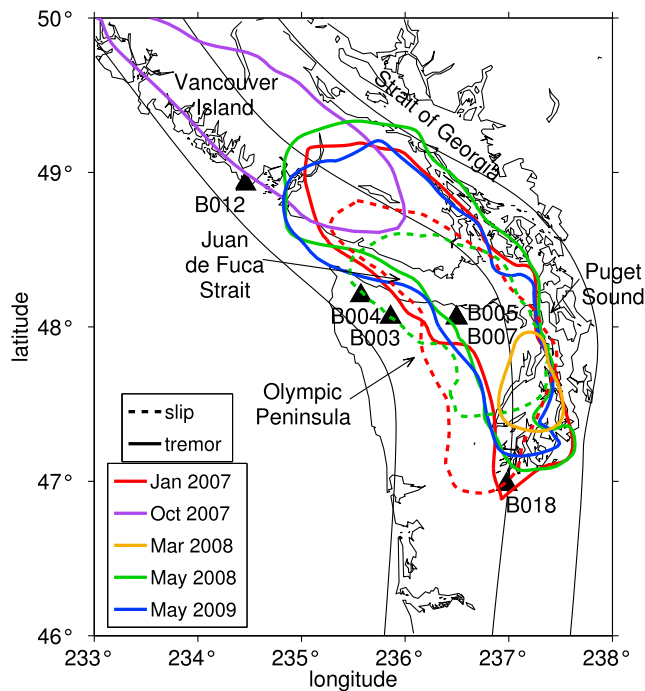 50°
Vancouver
Island
Strait of Georgia
49°
B012
Juan
de Fuca
Strait
Puget
Sound
latitude
48°
B004
B003
B005
B007
Olympic
Peninsula
slip
tremor
47°
B018
Jan 2007
Oct 2007
Mar 2008
May 2008
May 2009
46°
233° 234° 235° 236° 237° 238°
longitude